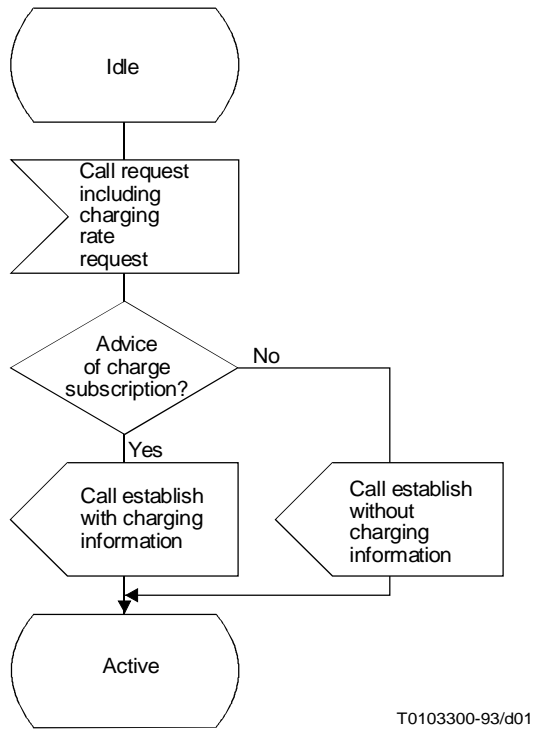 Idle
Call request
including
charging
rate
request
Advice
of charge
subscription?
No
Yes
Call establish
with charging
information
Call establish
without
charging
information
Active
T0103300-93/d01